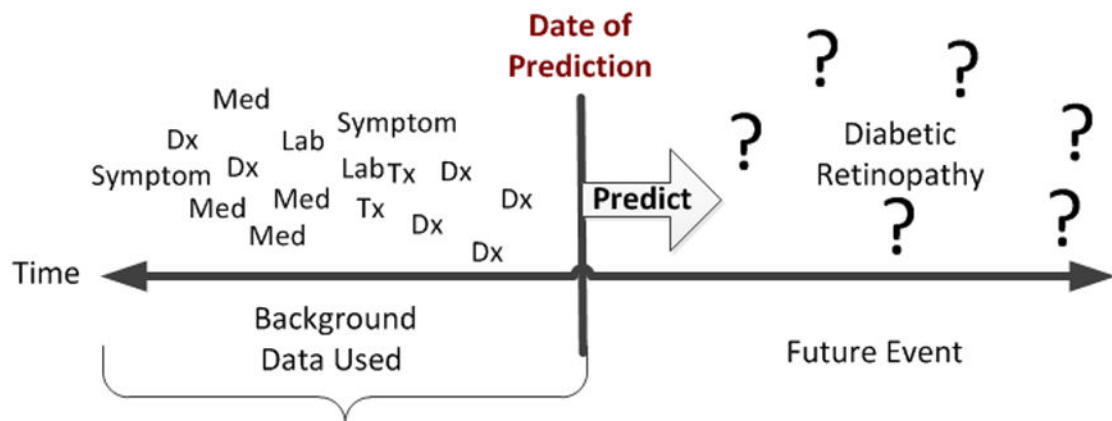 Date of
Prediction
Med
Dx
Lab
Symptom
Symptom
Dx
Lab
Tx
Dx
Med
Med
Tx
Dx
Med
Dx
Dx
Predict
?
?
?
?
?
?
Diabetic
Retinopathy
Time
Background
Data Used
Future Event